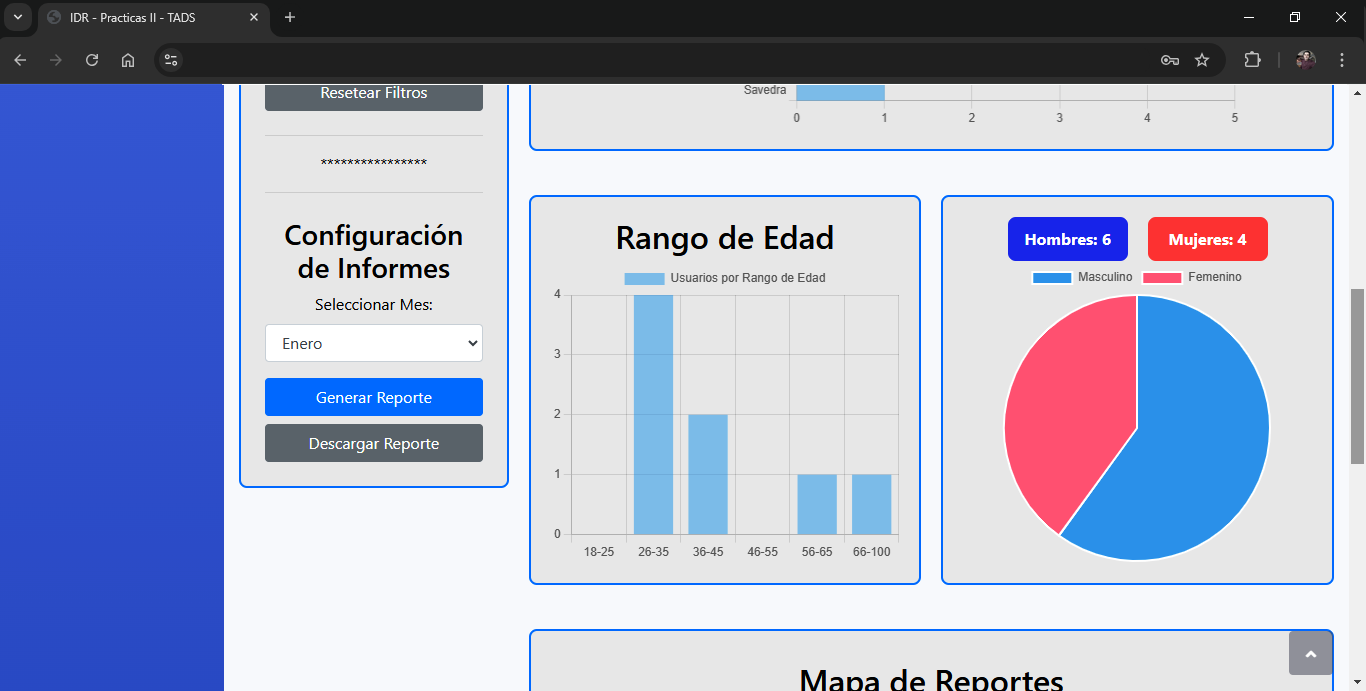 IDR - Practicas II - TADS
Resetear Filtros
****************
Configuración
de Informes
Seleccionar Mes:
Enero
Generar Reporte
Descargar Reporte
Savedra
0 1 2 3 4 5
Rango de Edad
Usuarios por Rango de Edad
4
3
2
1
0
18-25 26-35 36-45 46-55 56-65 66-100
Hombres: 6 Mujeres: 4
Masculino Femenino
Mapa de Reportes